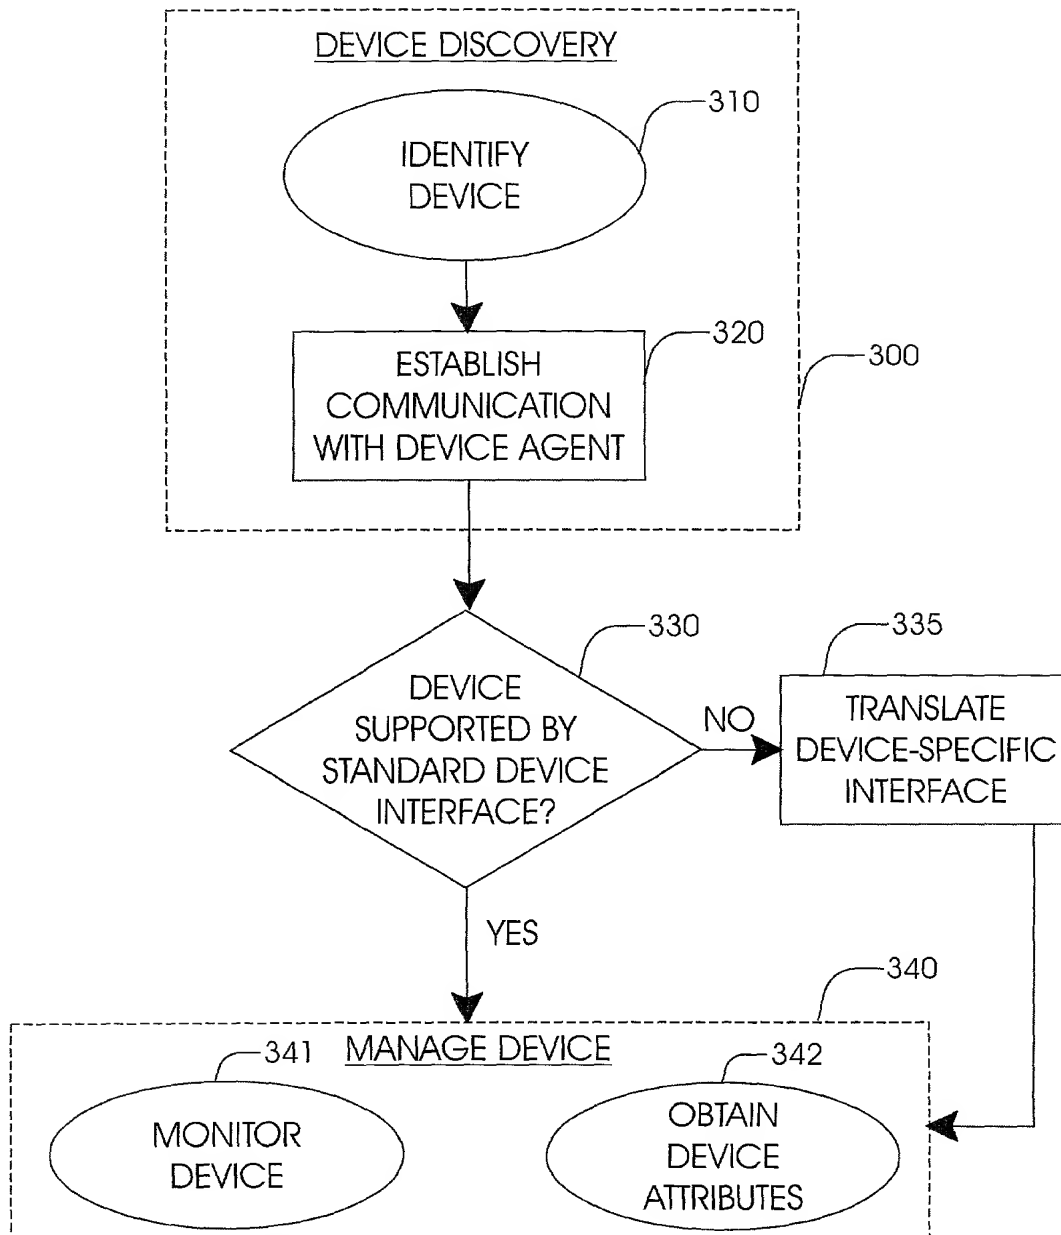 DEVICE DISCOVERY
310
IDENTIFY
DEVICE
320
ESTABLISH
COMMUNICATION
WITH DEVICE AGENT
300
330
DEVICE
SUPPORTED BY
STANDARD DEVICE
INTERFACE?
NO
335
TRANSLATE
DEVICE-SPECIFIC
INTERFACE
YES
340
MANAGE DEVICE
341
MONITOR
DEVICE
342
OBTAIN
DEVICE
ATTRIBUTES